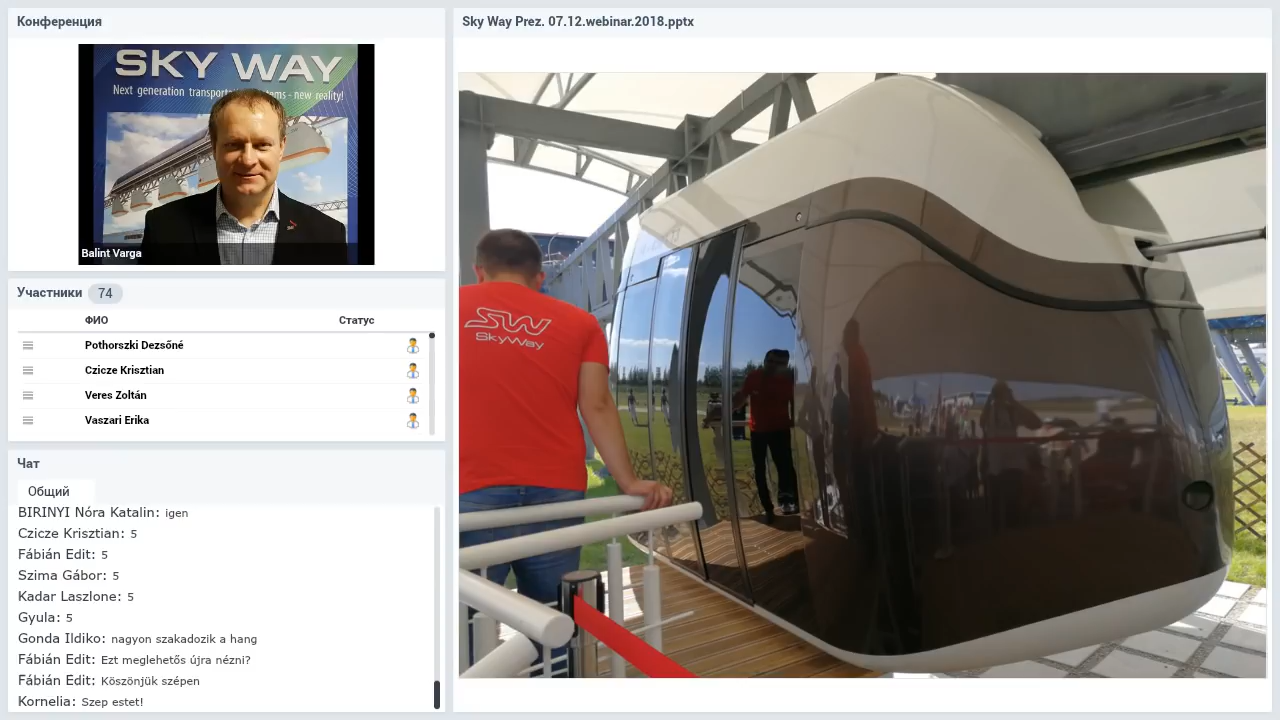 Конференция
SKY WAY
Next generation
- new reality!
Balint Varga
Участники 74
ФИО Статус
Pothorszki Dezsőné
Czicze Krisztian
Veres Zoltán
Vaszari Erika
Чат
Общий
BIRINYI Nóra Katalin: igen
Czicze Krisztian: 5
Fábián Edit: 5
Szima Gábor: 5
Kadar Laszlone: 5
Gyula: 5
Gonda Ildiko: nagyon szakadozik a hang
Fábián Edit: Ezt meglehetős újra nézni?
Fábián Edit: Köszönjük szépen
Kornelia: Szep estet!
Sky Way Prez. 07.12.webinar.2018.pptx
SW
SkyWay